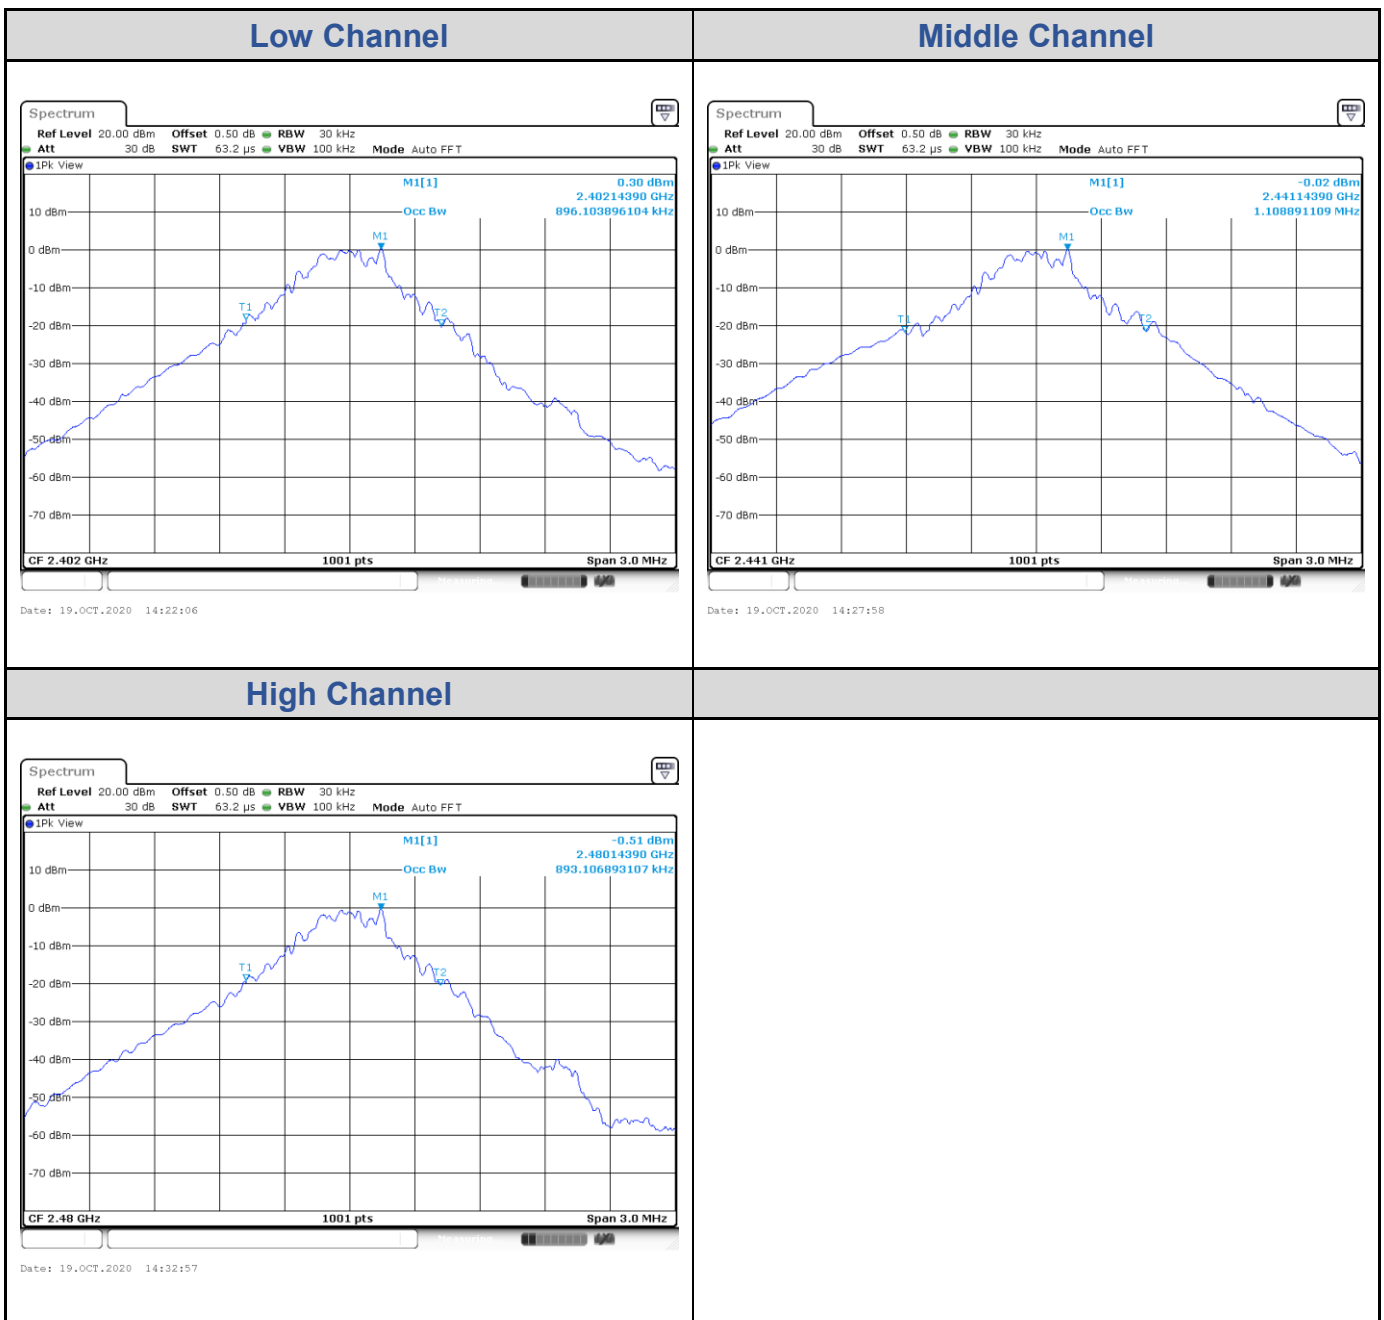 Low Channel
Middle Channel
Spectrum
Ref Level 20.00 dBm Offset 0.50 dB RBW 30 kHz
Att 30 dB SWT 63.2 µs VBW 100 kHz Mode Auto FFT
1Pk View
M1[1] 0.30 dBm
2.40214390 GHz
Occ Bw 896.103896104 kHz
10 dBm
M1
0 dBm
-10 dBm
T1
T2
-20 dBm
-30 dBm
-40 dBm
-50 dBm
-60 dBm
-70 dBm
CF 2.402 GHz 1001 pts Span 3.0 MHz
Measuring
Date: 19.OCT.2020 14:22:06
Spectrum
Ref Level 20.00 dBm Offset 0.50 dB RBW 30 kHz
Att 30 dB SWT 63.2 µs VBW 100 kHz Mode Auto FFT
1Pk View
M1[1] -0.02 dBm
2.44114390 GHz
Occ Bw 1.108891109 MHz
10 dBm
M1
0 dBm
-10 dBm
T1
T2
-20 dBm
-30 dBm
-40 dBm
-50 dBm
-60 dBm
-70 dBm
CF 2.441 GHz 1001 pts Span 3.0 MHz
Measuring
Date: 19.OCT.2020 14:27:58
High Channel
Spectrum
Ref Level 20.00 dBm Offset 0.50 dB RBW 30 kHz
Att 30 dB SWT 63.2 µs VBW 100 kHz Mode Auto FFT
1Pk View
M1[1] -0.51 dBm
2.48014390 GHz
Occ Bw 893.106893107 kHz
10 dBm
M1
0 dBm
-10 dBm
T1
T2
-20 dBm
-30 dBm
-40 dBm
-50 dBm
-60 dBm
-70 dBm
CF 2.48 GHz 1001 pts Span 3.0 MHz
Measuring
Date: 19.OCT.2020 14:32:57